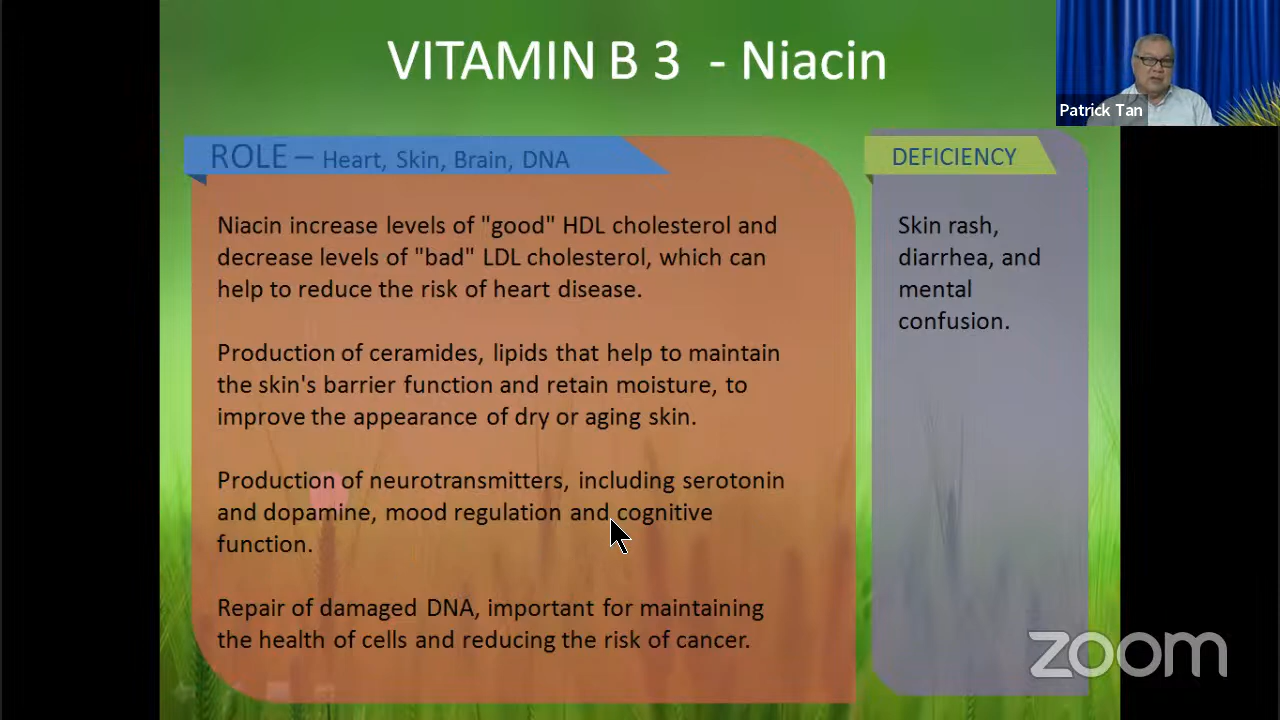 VITAMIN B 3 - Niacin
Patrick Tan
ROLE – Heart, Skin, Brain, DNA
Niacin increase levels of "good" HDL cholesterol and
decrease levels of "bad" LDL cholesterol, which can
help to reduce the risk of heart disease.
Production of ceramides, lipids that help to maintain
the skin's barrier function and retain moisture, to
improve the appearance of dry or aging skin.
Production of neurotransmitters, including serotonin
and dopamine, mood regulation and cognitive
function.
Repair of damaged DNA, important for maintaining
the health of cells and reducing the risk of cancer.
DEFICIENCY
Skin rash,
diarrhea, and
mental
confusion.
zoom